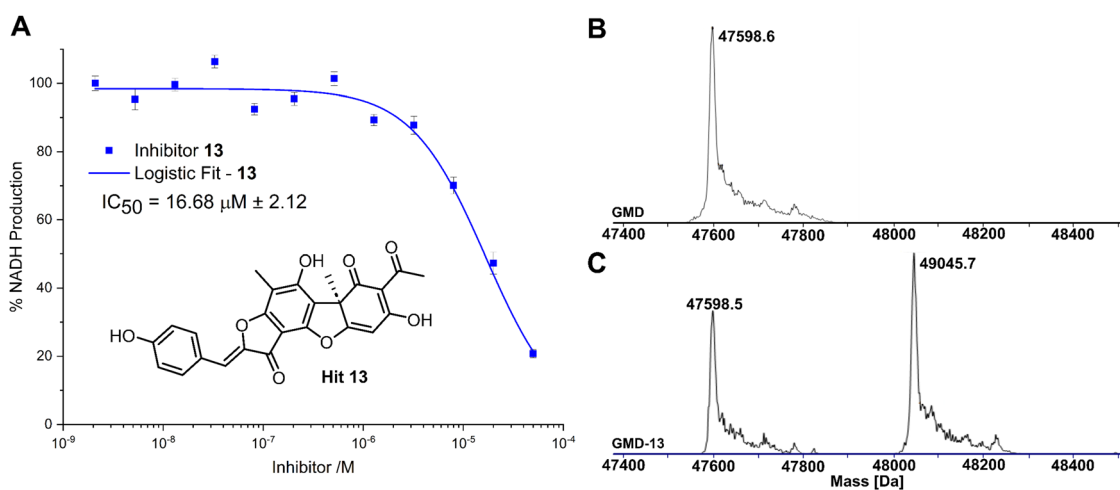 A
100
80
60
40
20
0
% NADH Production
Inhibitor 13
Logistic Fit - 13
IC50 = 16.68 µM ± 2.12
OH
O
O
HO
O
O
OH
O
Hit 13
10-9
10-8
10-7
10-6
10-5
10-4
Inhibitor /M
B
47598.6
GMD
47400
47600
47800
48000
48200
48400
C
49045.7
47598.5
GMD-13
47400
47600
47800
48000
48200
48400
Mass [Da]